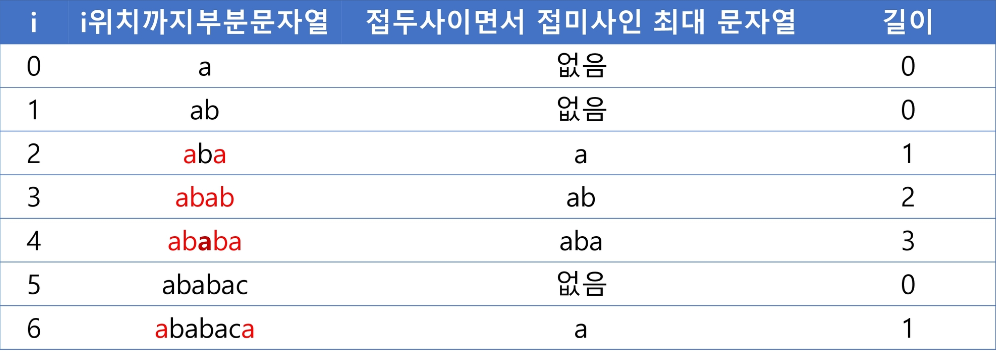 i i위치까지부분문자열 접두사이면서 접미사인 최대 문자열 길이
0 a 없음 0
1 ab 없음 0
2 aba a 1
3 abab ab 2
4 ababa aba 3
5 ababac 없음 0
6 ababaca a 1